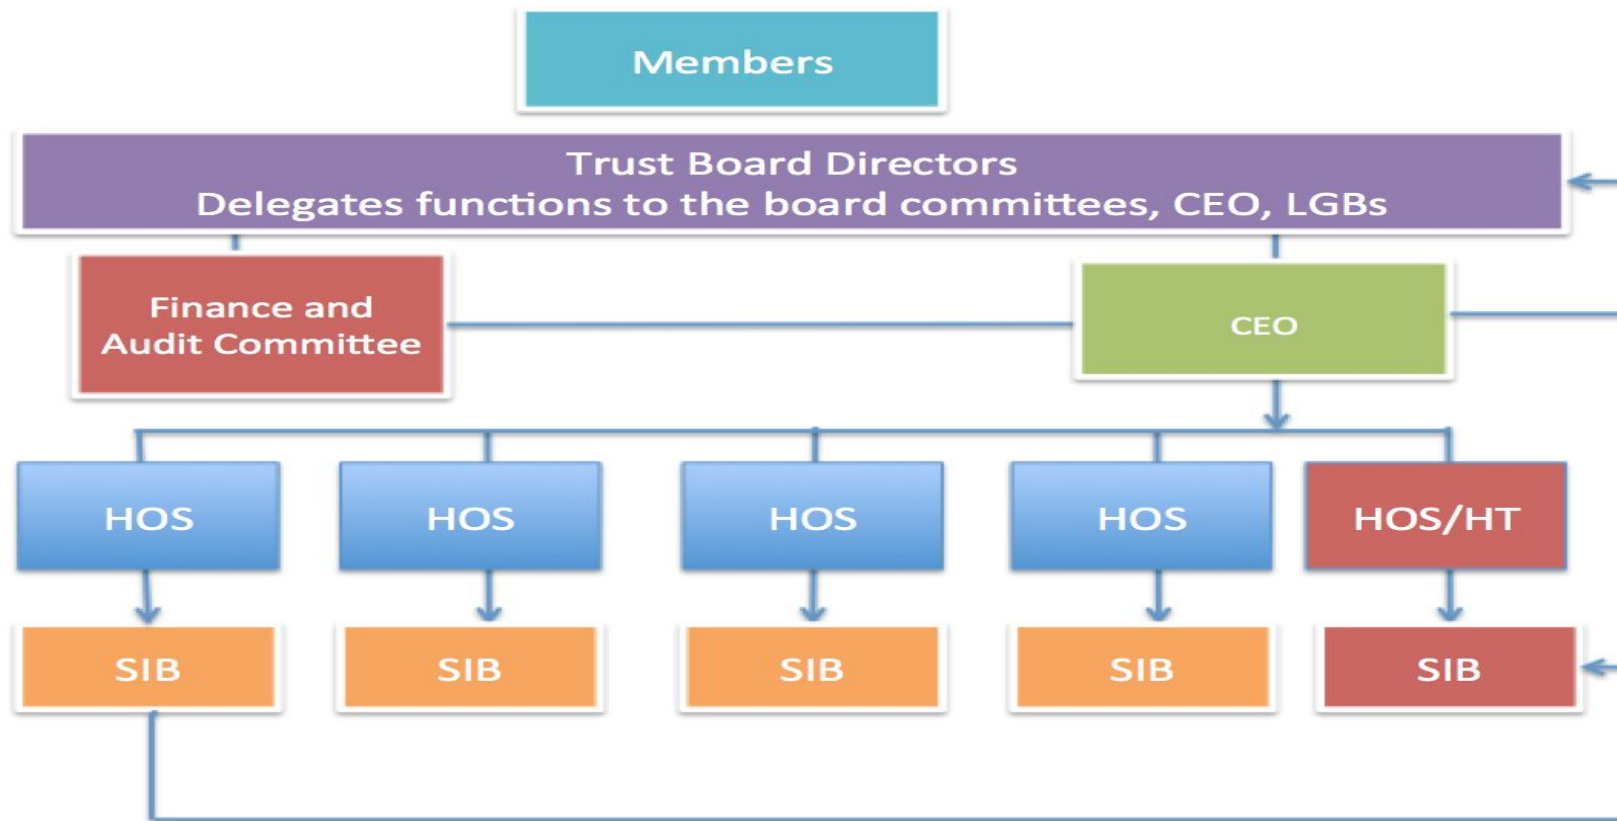 Members
Trust Board Directors
Delegates functions to the board committees, CEO, LGBs
Finance and
Audit Committee
CEO
HOS
HOS
HOS
HOS
HOS/HT
SIB
SIB
SIB
SIB
SIB